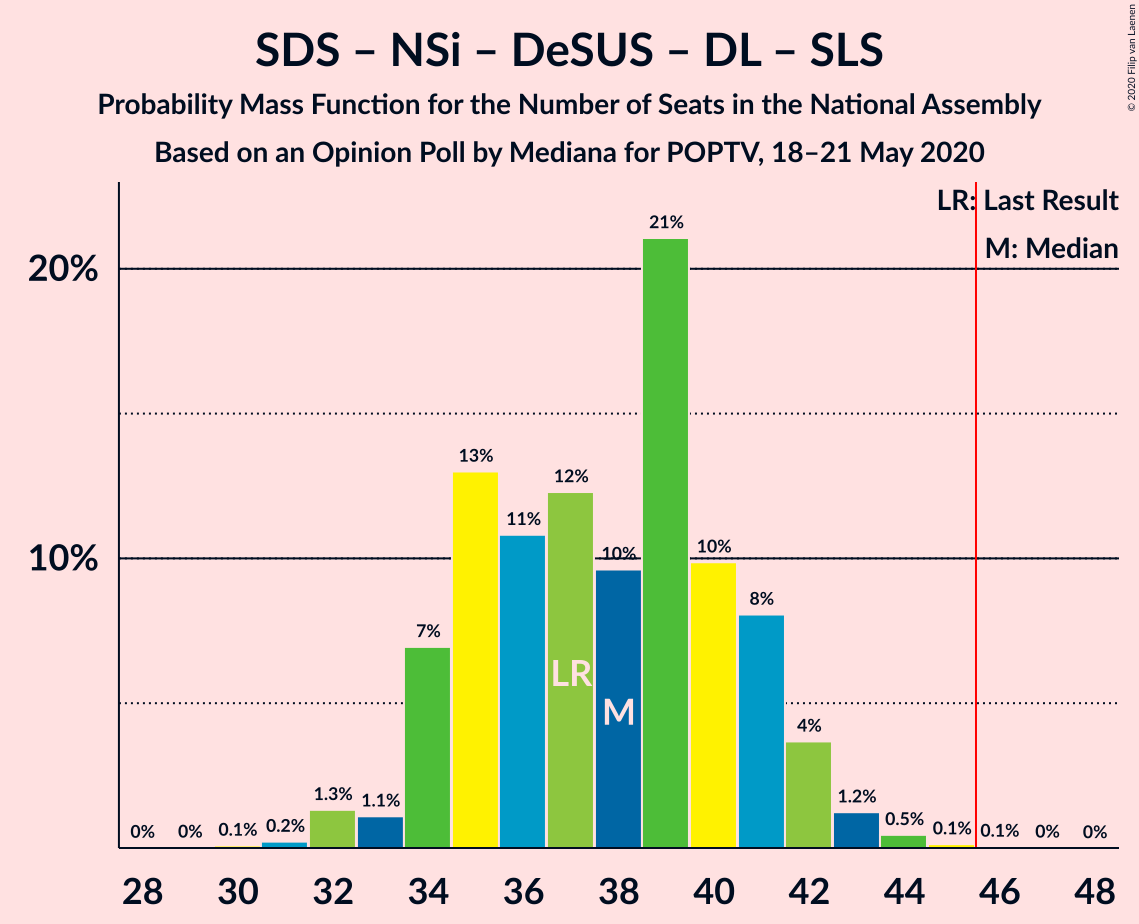 SDS – NSi – DeSUS – DL – SLS
Probability Mass Function for the Number of Seats in the National Assembly
Based on an Opinion Poll by Mediana for POPTV, 18–21 May 2020
© 2020 Filip van Laenen
LR: Last Result
M: Median
20%
10%
0%
0%
0.1%
0.2%
1.3%
1.1%
7%
13%
11%
12%
10%
21%
10%
8%
4%
1.2%
0.5%
0.1%
0.1%
0%
0%
LR
M
28 30 32 34 36 38 40 42 44 46 48